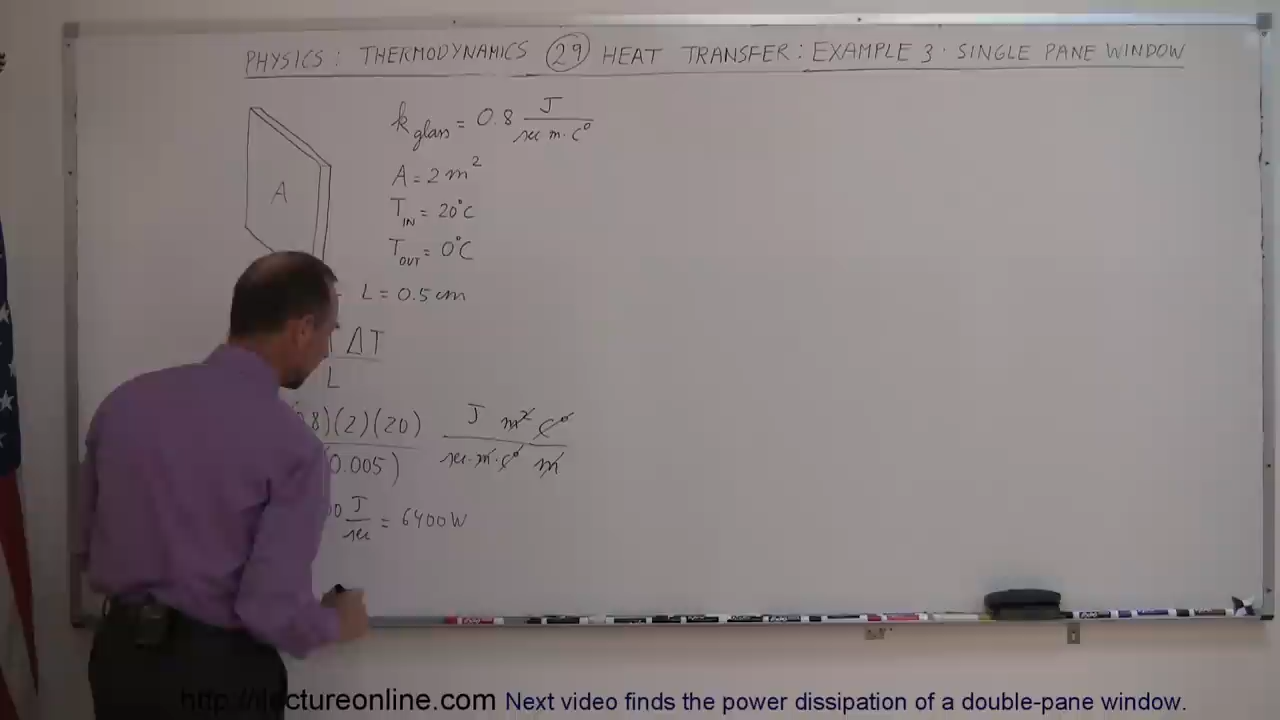 PHYSICS: THERMODYNAMICS 29 HEAT TRANSFER: EXAMPLE 3. SINGLE PANE WINDOW
k glass = 0.8 J / sec m·C°
A
A = 2 m²
T IN = 20°C
T OUT = 0°C
L = 0.5 cm
ΔT
L
8)(2)(20) J m² C°
(0.005) sec·m·C° m
0 J / sec = 6400 W
http://ilectureonline.com Next video finds the power dissipation of a double-pane window.